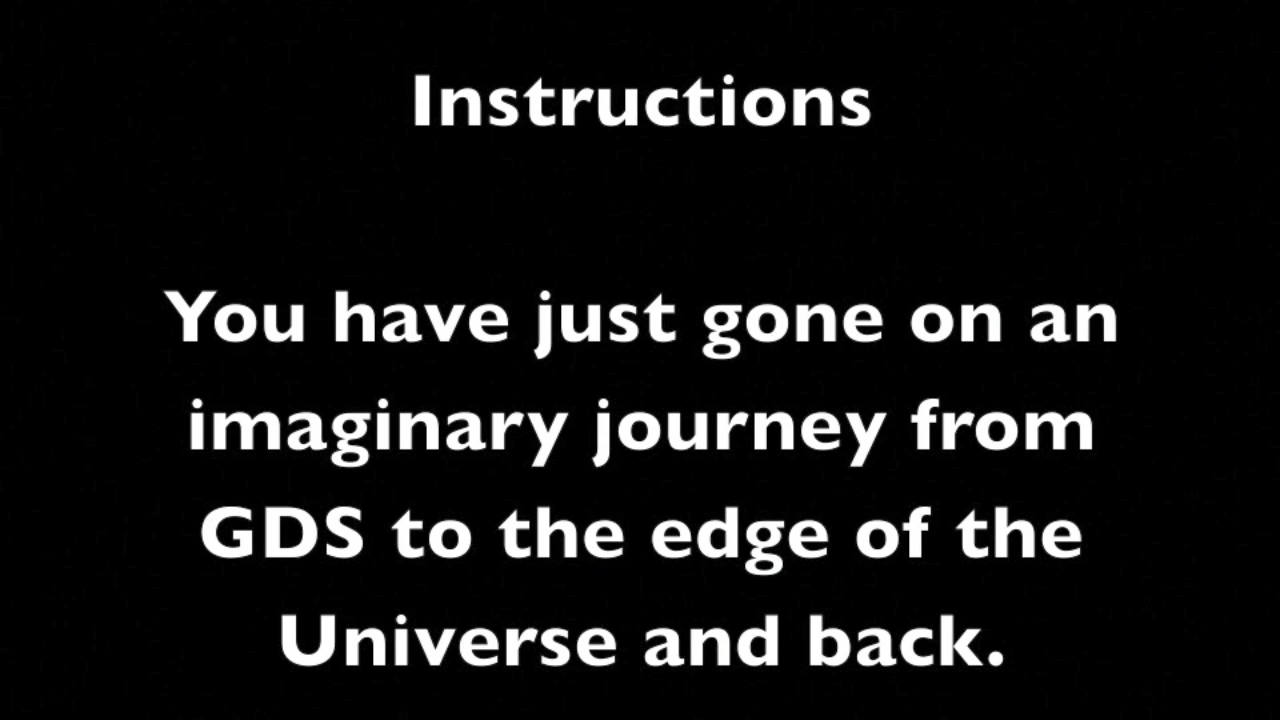 Instructions
You have just gone on an
imaginary journey from
GDS to the edge of the
Universe and back.